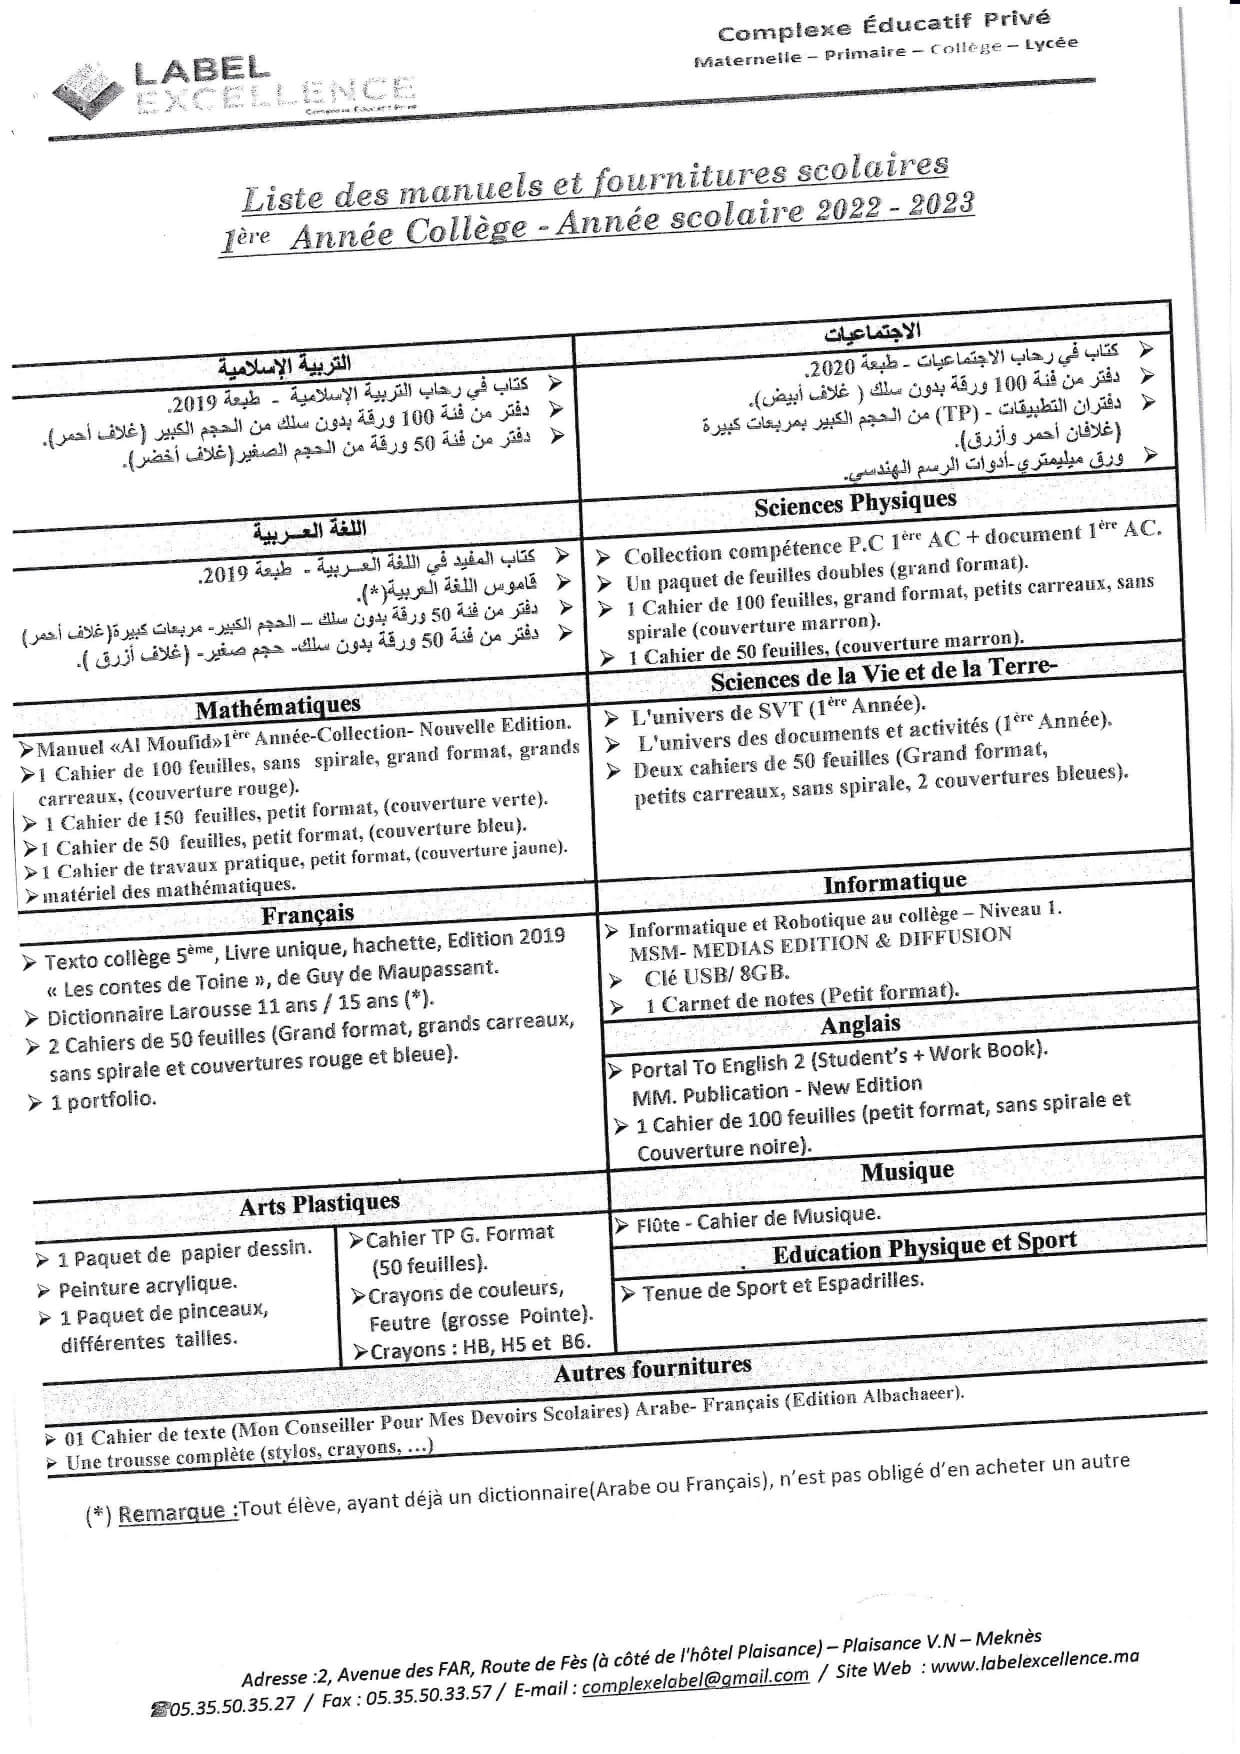 LABEL
EXCELLENCE
Complexe Éducatif Privé
Complexe Éducatif Privé
Maternelle – Primaire – Collège – Lycée
Liste des manuels et fournitures scolaires
1ère Année Collège - Année scolaire 2022 - 2023
التربية الإسلامية
➢ كتاب في رحاب التربية الإسلامية - طبعة 2019.
➢ دفتر من فئة 100 ورقة بدون سلك من الحجم الكبير (غلاف أحمر).
➢ دفتر من فئة 50 ورقة من الحجم الصغير(غلاف أخضر).
الاجتماعيات
➢ كتاب في رحاب الاجتماعيات - طبعة 2020.
➢ دفتر من فئة 100 ورقة بدون سلك ( غلاف أبيض).
➢ دفتران التطبيقات - (TP) من الحجم الكبير بمربعات كبيرة
(غلافان أحمر وأزرق).
➢ ورق ميليمتري-أدوات الرسم الهندسي.
اللغة العربية
➢ كتاب المفيد في اللغة العربية - طبعة 2019.
➢ قاموس اللغة العربية(*).
➢ دفتر من فئة 50 ورقة بدون سلك – الحجم الكبير- مربعات كبيرة(غلاف أحمر)
➢ دفتر من فئة 50 ورقة بدون سلك- حجم صغير- (غلاف أزرق ).
Sciences Physiques
➢ Collection compétence P.C 1ère AC + document 1ère AC.
➢ Un paquet de feuilles doubles (grand format).
➢ 1 Cahier de 100 feuilles, grand format, petits carreaux, sans
spirale (couverture marron).
➢ 1 Cahier de 50 feuilles, (couverture marron).
Mathématiques
➢Manuel «Al Moufid»1ère Année-Collection- Nouvelle Edition.
➢1 Cahier de 100 feuilles, sans spirale, grand format, grands
carreaux, (couverture rouge).
➢ 1 Cahier de 150 feuilles, petit format, (couverture verte).
➢1 Cahier de 50 feuilles, petit format, (couverture bleu).
➢1 Cahier de travaux pratique, petit format, (couverture jaune).
➢matériel des mathématiques.
Sciences de la Vie et de la Terre-
➢ L'univers de SVT (1ère Année).
➢ L'univers des documents et activités (1ère Année).
➢ Deux cahiers de 50 feuilles (Grand format,
petits carreaux, sans spirale, 2 couvertures bleues).
Français
➢ Texto collège 5ème, Livre unique, hachette, Edition 2019
« Les contes de Toine », de Guy de Maupassant.
➢ Dictionnaire Larousse 11 ans / 15 ans (*).
➢ 2 Cahiers de 50 feuilles (Grand format, grands carreaux,
sans spirale et couvertures rouge et bleue).
➢ 1 portfolio.
Informatique
➢ Informatique et Robotique au collège – Niveau 1.
MSM- MEDIAS EDITION & DIFFUSION
➢ Clé USB/ 8GB.
➢ 1 Carnet de notes (Petit format).
Anglais
➢ Portal To English 2 (Student's + Work Book).
MM. Publication - New Edition
➢ 1 Cahier de 100 feuilles (petit format, sans spirale et
Couverture noire).
Arts Plastiques
➢ 1 Paquet de papier dessin.
➢ Peinture acrylique.
➢ 1 Paquet de pinceaux,
différentes tailles.
➢Cahier TP G. Format
(50 feuilles).
➢Crayons de couleurs,
Feutre (grosse Pointe).
➢Crayons : HB, H5 et B6.
Musique
➢ Flûte - Cahier de Musique.
Education Physique et Sport
➢ Tenue de Sport et Espadrilles.
Autres fournitures
➢ 01 Cahier de texte (Mon Conseiller Pour Mes Devoirs Scolaires) Arabe- Français (Edition Albachaeer).
➢ Une trousse complète (stylos, crayons, ...)
(*) Remarque :Tout élève, ayant déjà un dictionnaire(Arabe ou Français), n'est pas obligé d'en acheter un autre
Adresse :2, Avenue des FAR, Route de Fès (à côté de l'hôtel Plaisance) – Plaisance V.N – Meknès
☎05.35.50.35.27 / Fax : 05.35.50.33.57 / E-mail : complexelabel@gmail.com / Site Web : www.labelexcellence.ma